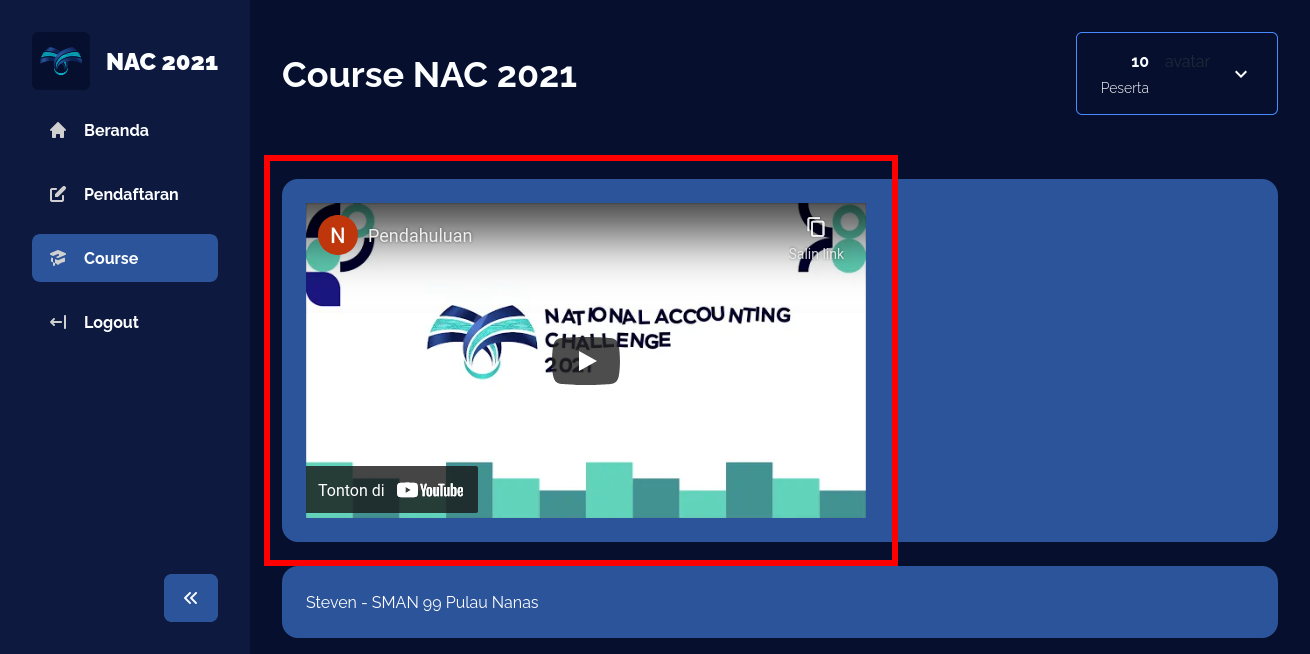 NAC 2021
Beranda
Pendaftaran
Course
Logout
Course NAC 2021
10
avatar
Peserta
N
Pendahuluan
Salin link
NATIONAL ACCOUNTING
CHALLENGE
2021
Tonton di YouTube
Steven - SMAN 99 Pulau Nanas